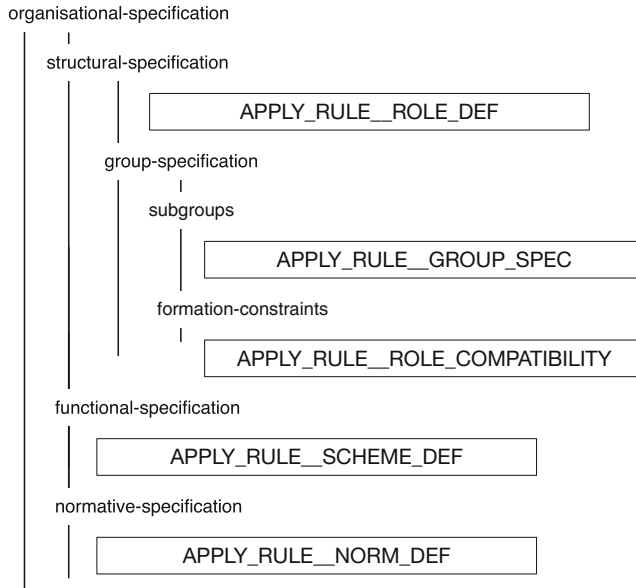 organisational-specification
structural-specification
APPLY_RULE__ROLE_DEF
group-specification
subgroups
APPLY_RULE__GROUP_SPEC
formation-constraints
APPLY_RULE__ROLE_COMPATIBILITY
functional-specification
APPLY_RULE__SCHEME_DEF
normative-specification
APPLY_RULE__NORM_DEF